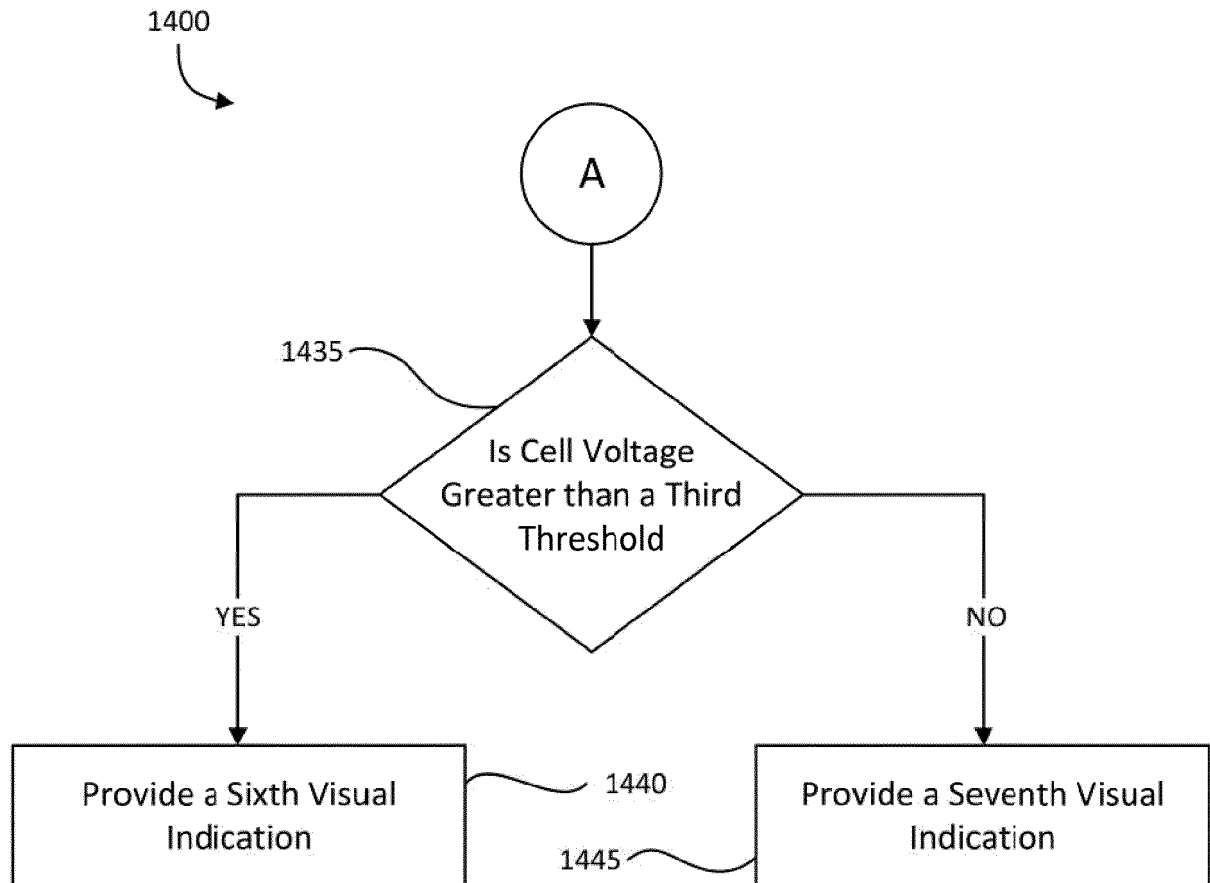 1400
A
1435
Is Cell Voltage
Greater than a Third
Threshold
YES
NO
Provide a Sixth Visual
Indication
1440
Provide a Seventh Visual
Indication
1445